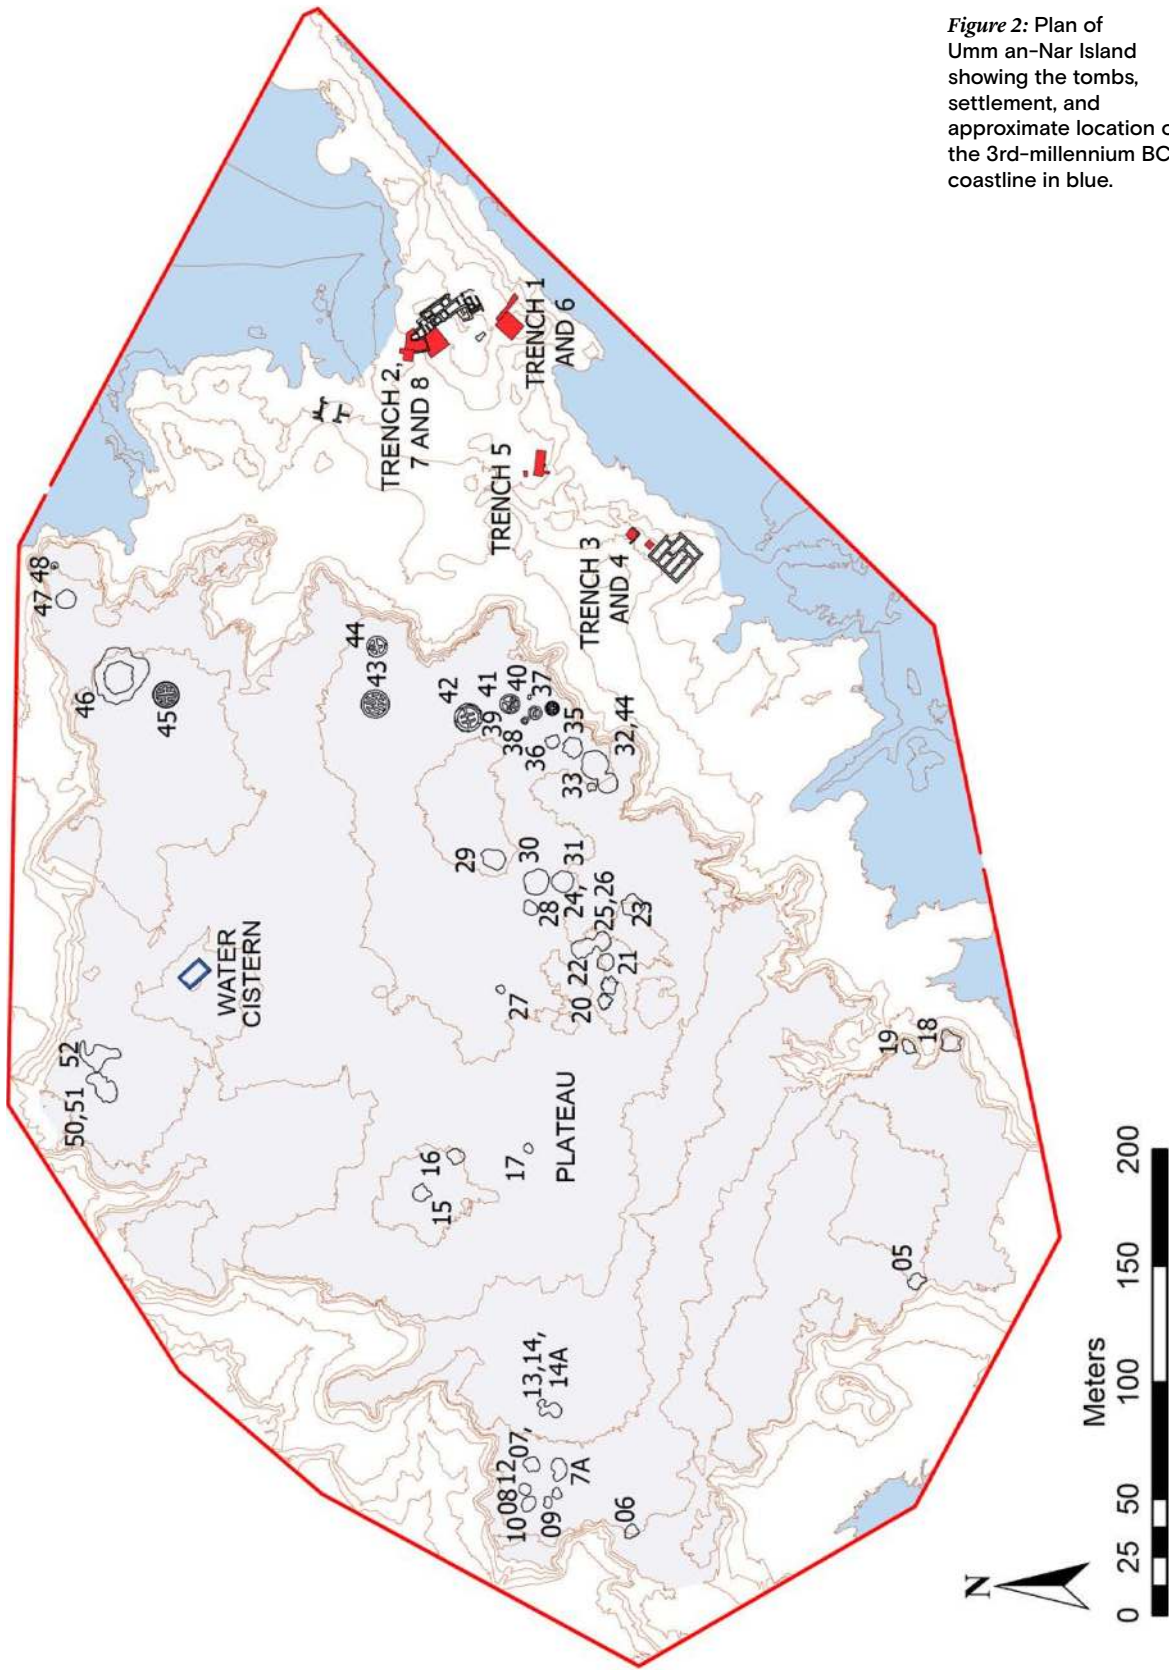 Figure 2: Plan of
Umm an-Nar Island
showing the tombs,
settlement, and
approximate location
the 3rd-millennium BC
coastline in blue.
47 48
46
45
44
43
42
41
40
39
38
37
36
35
33
32,44
TRENCH 2,
7 AND 8
TRENCH 1
AND 6
TRENCH 5
TRENCH 3
AND 4
WATER
CISTERN
52
50,51
29
30
31
28
24,
25,26
23
22
21
20
27
19
18
PLATEAU
17
16
15
05
13,14,
14A
07,
12
08
10
09
7A
06
N
Meters
0 25 50 100 150 200